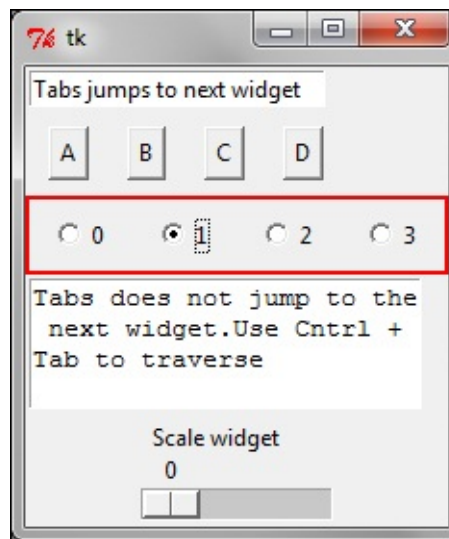 tk
Tabs jumps to next widget
A B C D
0 1 2 3
Tabs does not jump to the
next widget.Use Cntrl +
Tab to traverse
Scale widget
0